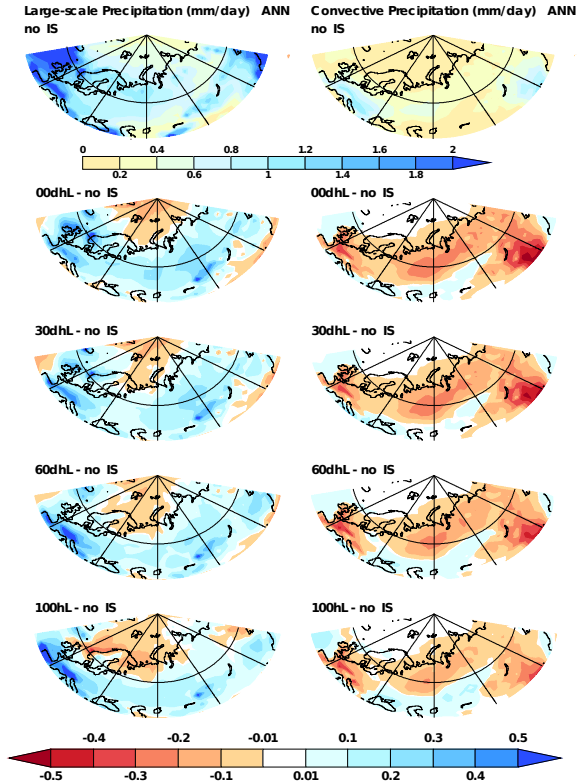 Large-scale Precipitation (mm/day) ANN
no IS
Convective Precipitation (mm/day) ANN
no IS
0 0.4 0.8 1.2 1.6 2
0.2 0.6 1 1.4 1.8
00dhL - no IS
00dhL - no IS
30dhL - no IS
30dhL - no IS
60dhL - no IS
60dhL - no IS
100hL - no IS
100hL - no IS
-0.4 -0.2 -0.01 0.1 0.3 0.5
-0.5 -0.3 -0.1 0.01 0.2 0.4